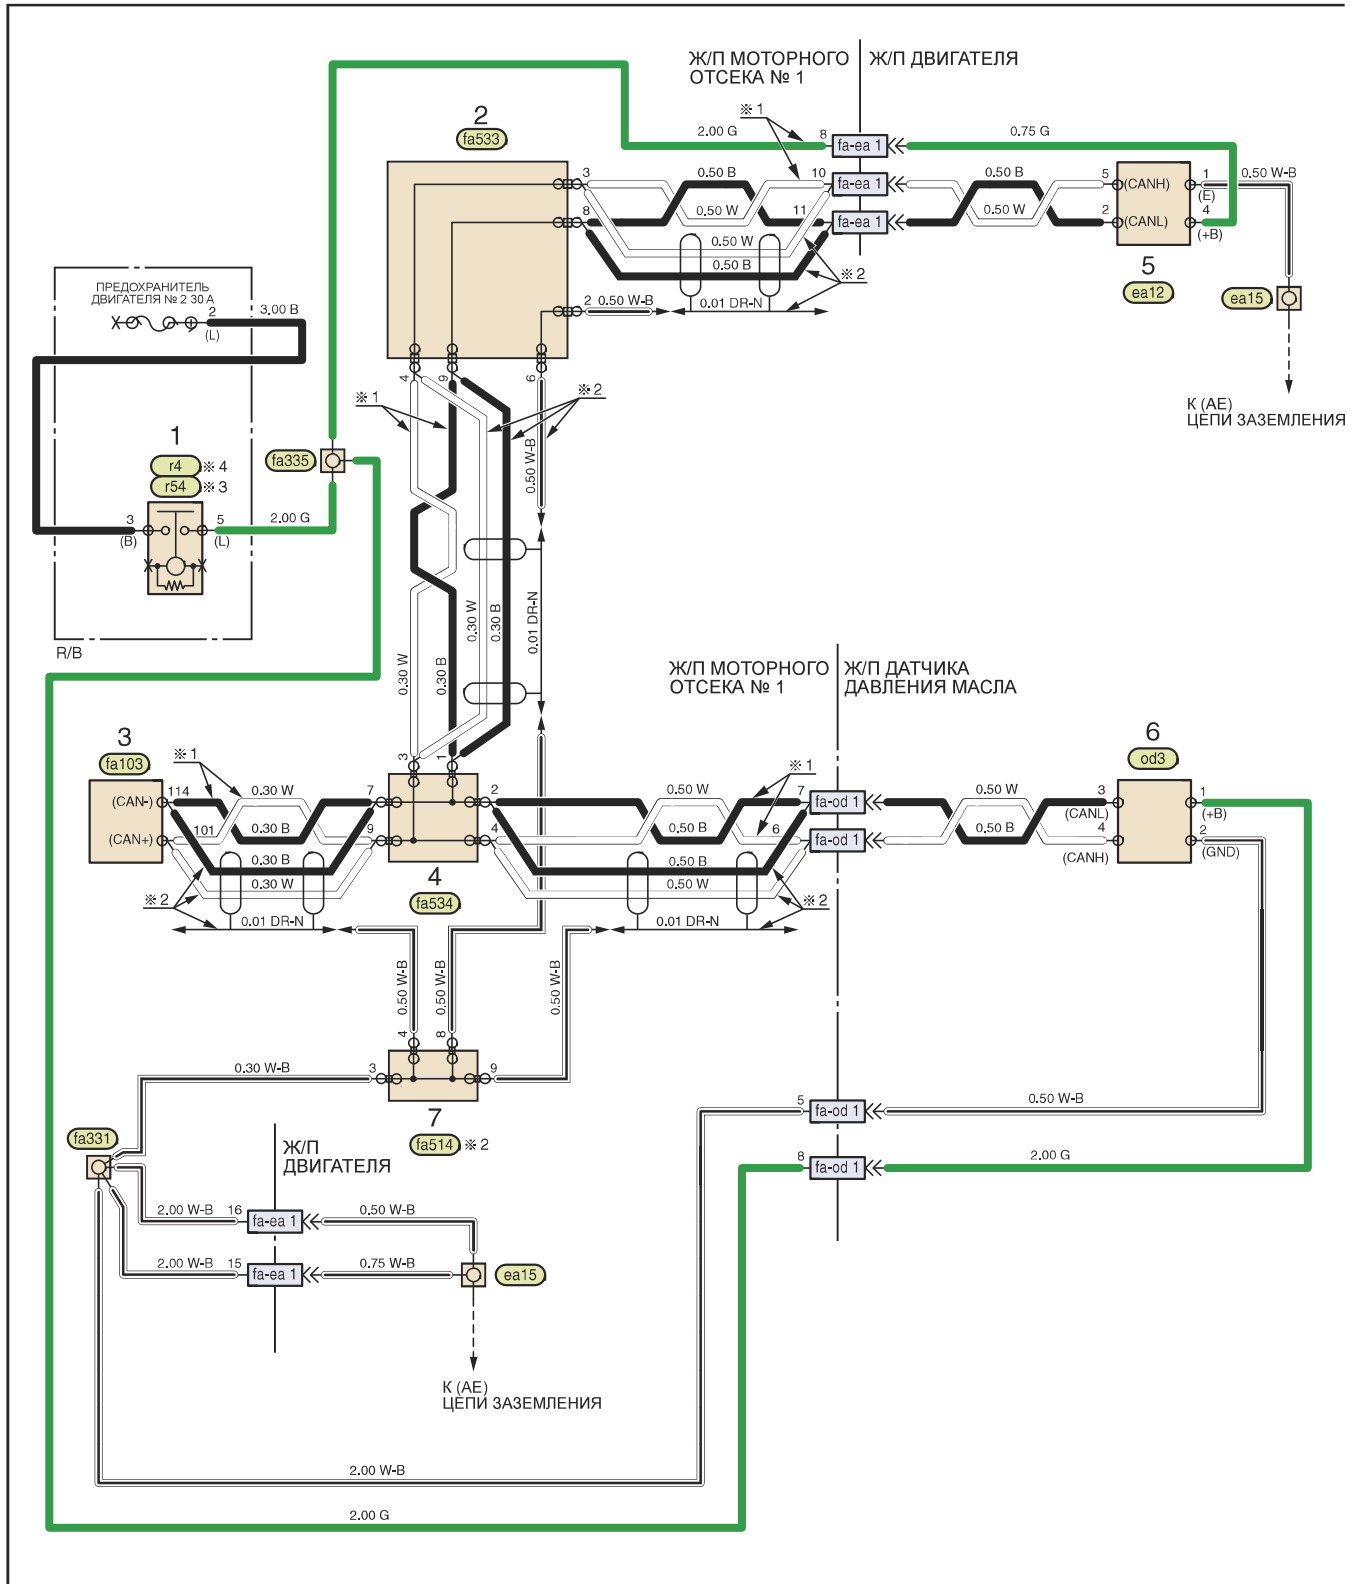 Ж/П МОТОРНОГО
ОТСЕКА № 1
Ж/П ДВИГАТЕЛЯ
※ 1
2
fa533
2.00 G
8
fa-ea 1
0.75 G
3
0.50 B
10
fa-ea 1
0.50 B
5
(CANH)
1
(E)
0.50 W-B
8
0.50 W
11
fa-ea 1
0.50 W
2
(CANL)
4
(+B)
0.50 W
0.50 B
※ 2
5
ea12
ea15
2
0.50 W-B
0.01 DR-N
ПРЕДОХРАНИТЕЛЬ
ДВИГАТЕЛЯ № 2 30 А
2
(L)
3.00 B
4
9
6
К (АЕ)
ЦЕПИ ЗАЗЕМЛЕНИЯ
※ 1
※ 2
1
r4
※ 4
r54
※ 3
fa335
0.50 W-B
3
(B)
5
(L)
2.00 G
0.30 W
0.30 B
0.30 W
0.30 B
0.01 DR-N
R/B
Ж/П МОТОРНОГО
ОТСЕКА № 1
Ж/П ДАТЧИКА
ДАВЛЕНИЯ МАСЛА
3
fa103
※ 1
3
1
※ 1
6
od3
(CAN-)
114
0.30 W
7
2
0.50 W
7
fa-od 1
0.50 W
3
(CANL)
1
(+B)
(CAN+)
101
0.30 B
9
4
0.50 B
6
fa-od 1
0.50 B
4
(CANH)
2
(GND)
0.30 B
0.30 W
0.50 B
0.50 W
4
fa534
※ 2
0.01 DR-N
※ 2
0.01 DR-N
0.50 W-B
0.50 W-B
0.50 W-B
4
8
0.30 W-B
3
9
7
fa514
※ 2
5
fa-od 1
0.50 W-B
fa331
Ж/П
ДВИГАТЕЛЯ
8
fa-od 1
2.00 G
2.00 W-B
16
fa-ea 1
0.50 W-B
2.00 W-B
15
fa-ea 1
0.75 W-B
ea15
К (АЕ)
ЦЕПИ ЗАЗЕМЛЕНИЯ
2.00 W-B
2.00 G